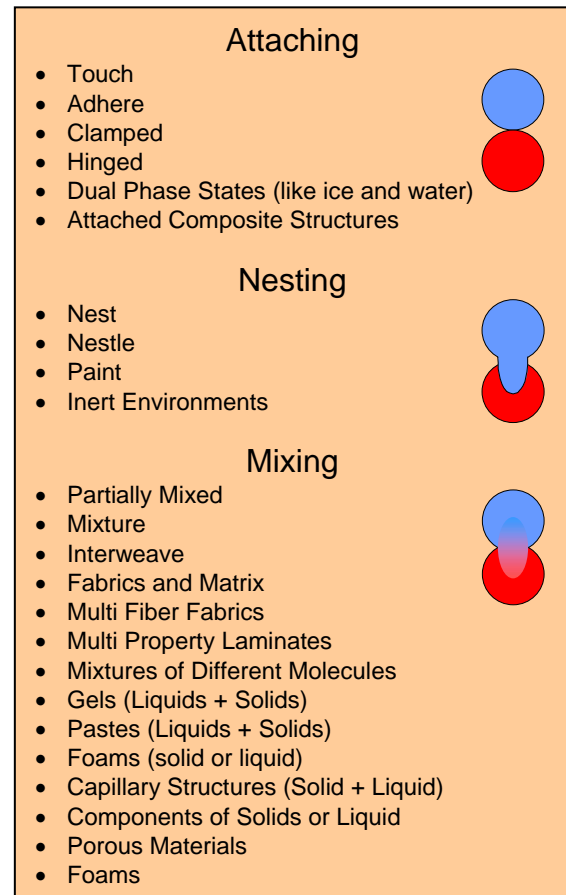 Attaching
• Touch
• Adhere
• Clamped
• Hinged
• Dual Phase States (like ice and water)
• Attached Composite Structures
Nesting
• Nest
• Nestle
• Paint
• Inert Environments
Mixing
• Partially Mixed
• Mixture
• Interweave
• Fabrics and Matrix
• Multi Fiber Fabrics
• Multi Property Laminates
• Mixtures of Different Molecules
• Gels (Liquids + Solids)
• Pastes (Liquids + Solids)
• Foams (solid or liquid)
• Capillary Structures (Solid + Liquid)
• Components of Solids or Liquid
• Porous Materials
• Foams